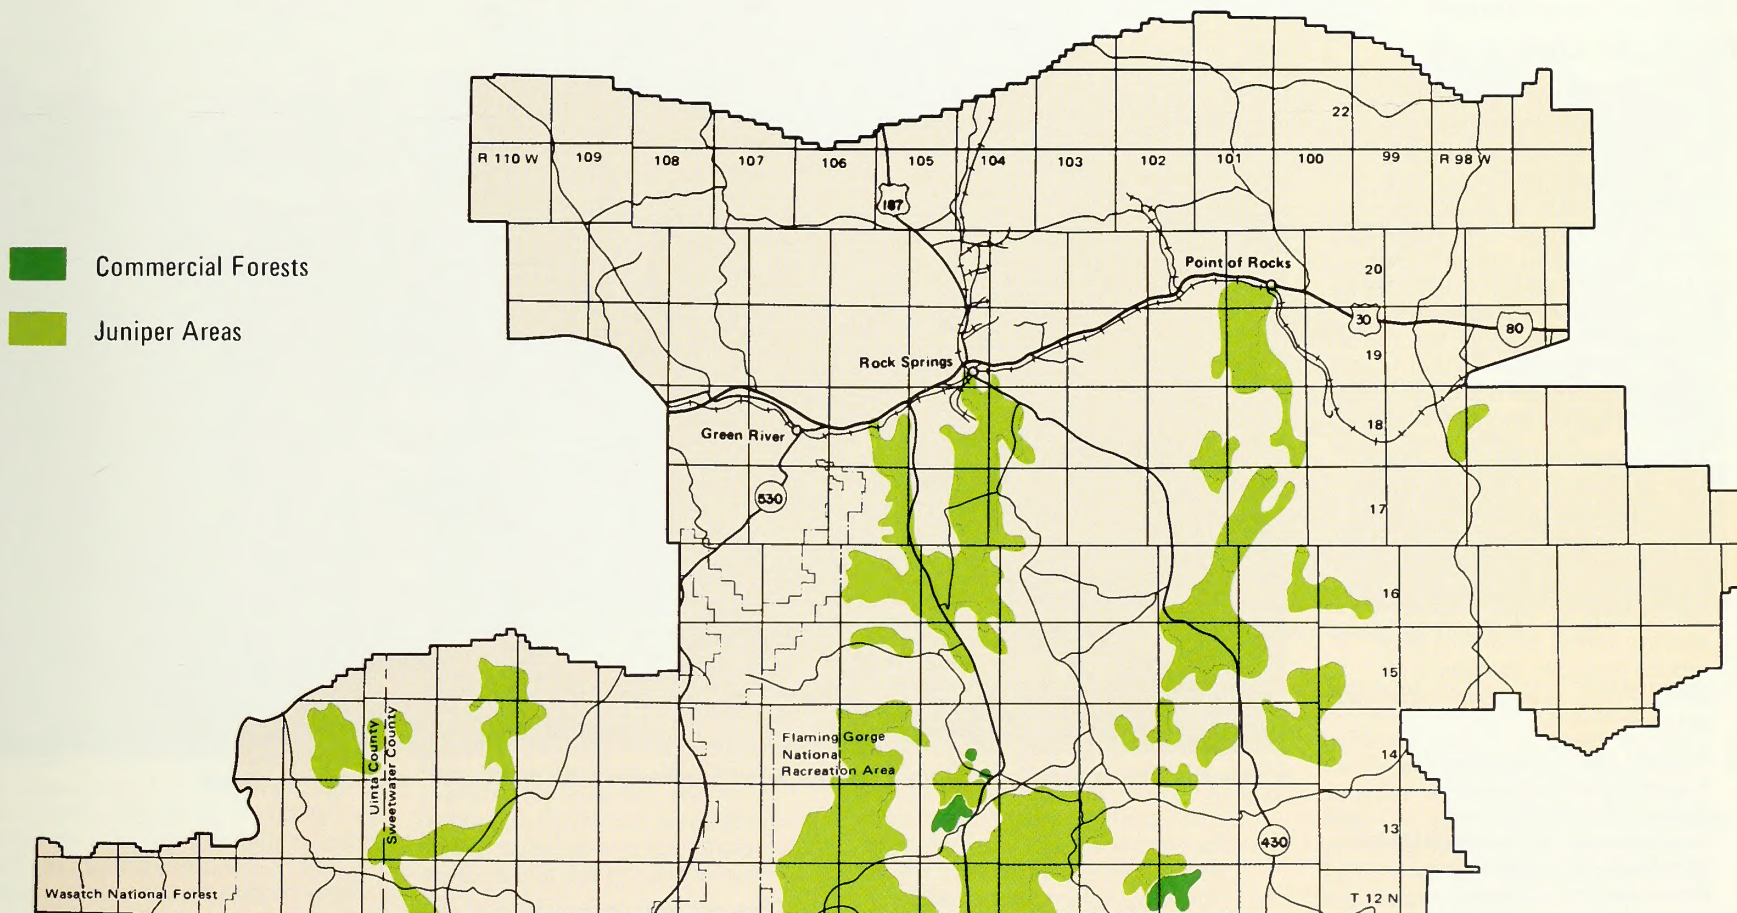 Commercial Forests
Juniper Areas
22
R 110 W 109 108 107 106 105 104 103 102 101 100 99 R 98 W
187
Point of Rocks
20
30
80
Rock Springs
19
Green River
18
530
17
16
15
Uinta County
Sweetwater County
Flaming Gorge
National
Racreation Area
14
13
430
Wasatch National Forest
T 12 N